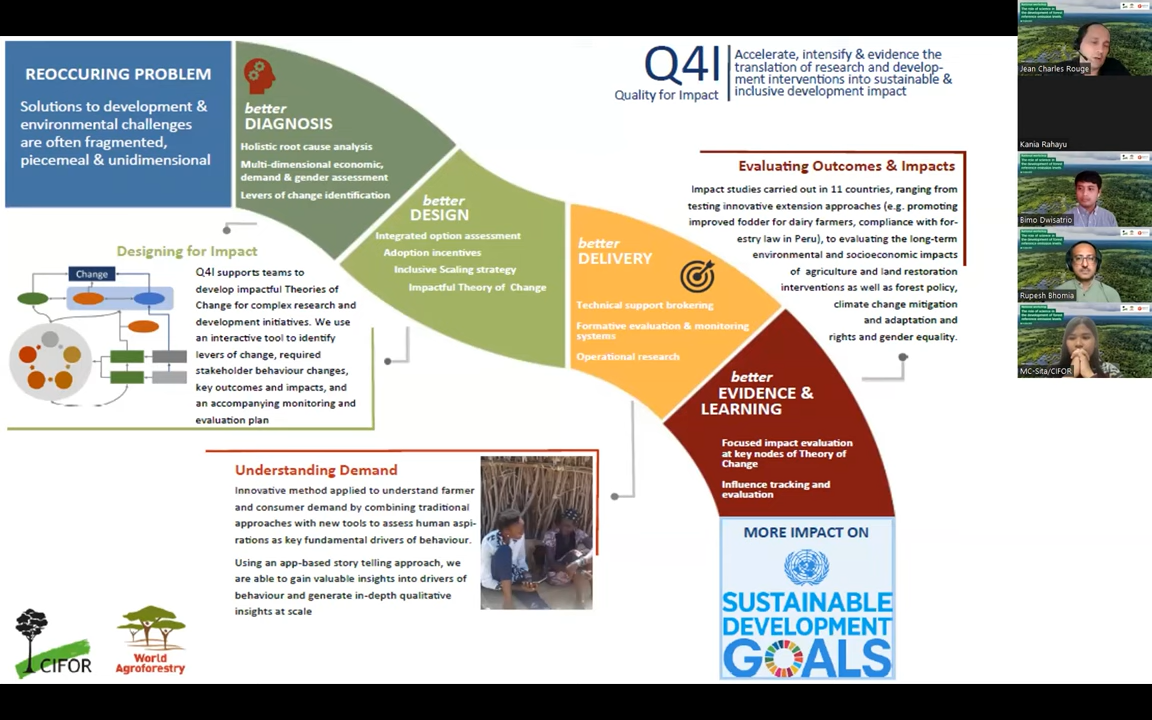 REOCCURING PROBLEM
Solutions to development &
environmental challenges
are often fragmented,
piecemeal & unidimensional
better
DIAGNOSIS
Holistic root cause analysis
Multi-dimensional economic,
demand & gender assessment
Levers of change identification
Q4I
Quality for Impact
Accelerate, intensify & evidence the
translation of research and develop-
ment interventions into sustainable &
inclusive development impact
better
DESIGN
Integrated option assessment
Adoption incentives
Inclusive Scaling strategy
Impactful Theory of Change
better
DELIVERY
Technical support brokering
Formative evaluation & monitoring
systems
Operational research
Evaluating Outcomes & Impacts
Impact studies carried out in 11 countries, ranging from
testing innovative extension approaches (e.g. promoting
improved fodder for dairy farmers, compliance with for-
estry law in Peru), to evaluating the long-term
environmental and socioeconomic impacts
of agriculture and land restoration
interventions as well as forest policy,
climate change mitigation
and adaptation and
rights and gender equality.
Designing for Impact
Change
Q4I supports teams to
develop impactful Theories of
Change for complex research and
development initiatives. We use
an interactive tool to identify
levers of change, required
stakeholder behaviour changes,
key outcomes and impacts, and
an accompanying monitoring and
evaluation plan
better
EVIDENCE &
LEARNING
Focused impact evaluation
at key nodes of Theory of
Change
Influence tracking and
evaluation
Understanding Demand
Innovative method applied to understand farmer
and consumer demand by combining traditional
approaches with new tools to assess human aspi-
rations as key fundamental drivers of behaviour.
Using an app-based story telling approach, we
are able to gain valuable insights into drivers of
behaviour and generate in-depth qualitative
insights at scale
MORE IMPACT ON
SUSTAINABLE
DEVELOPMENT
GOALS
CIFOR
World
Agroforestry
Jean Charles Rouge
Kania Rahayu
Bimo Dwisatrio
Rupesh Bhomia
MC-Sita/CIFOR